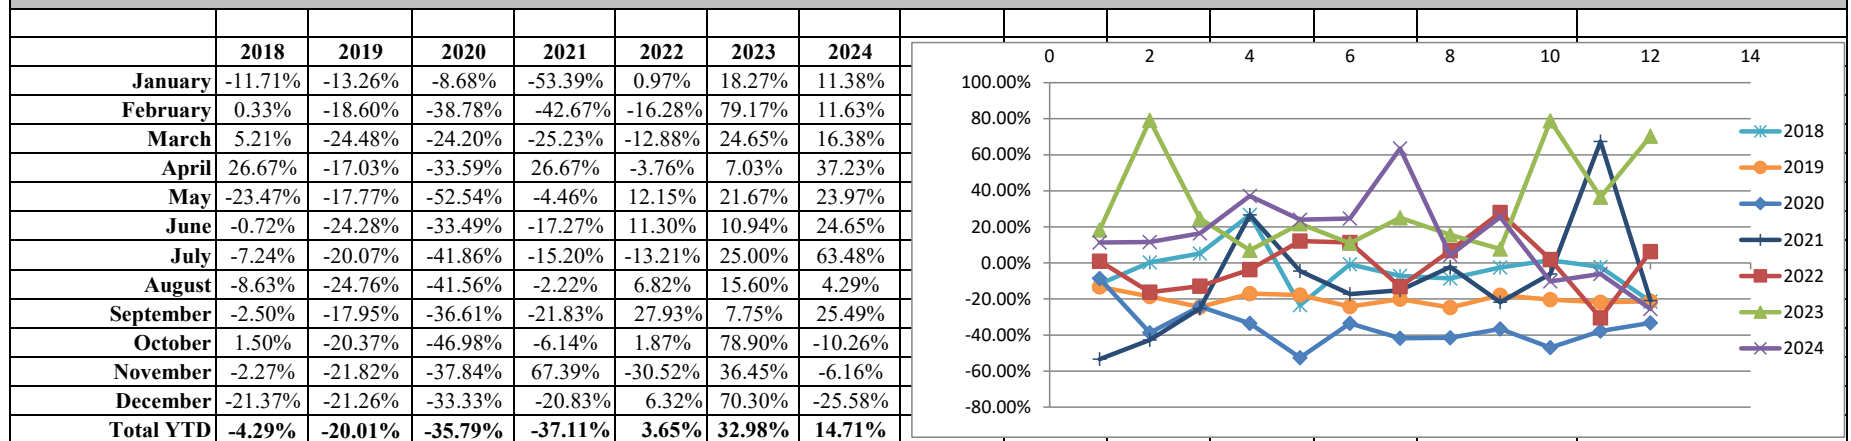 2018 2019 2020 2021 2022 2023 2024
January -11.71% -13.26% -8.68% -53.39% 0.97% 18.27% 11.38%
February 0.33% -18.60% -38.78% -42.67% -16.28% 79.17% 11.63%
March 5.21% -24.48% -24.20% -25.23% -12.88% 24.65% 16.38%
April 26.67% -17.03% -33.59% 26.67% -3.76% 7.03% 37.23%
May -23.47% -17.77% -52.54% -4.46% 12.15% 21.67% 23.97%
June -0.72% -24.28% -33.49% -17.27% 11.30% 10.94% 24.65%
July -7.24% -20.07% -41.86% -15.20% -13.21% 25.00% 63.48%
August -8.63% -24.76% -41.56% -2.22% 6.82% 15.60% 4.29%
September -2.50% -17.95% -36.61% -21.83% 27.93% 7.75% 25.49%
October 1.50% -20.37% -46.98% -6.14% 1.87% 78.90% -10.26%
November -2.27% -21.82% -37.84% 67.39% -30.52% 36.45% -6.16%
December -21.37% -21.26% -33.33% -20.83% 6.32% 70.30% -25.58%
Total YTD -4.29% -20.01% -35.79% -37.11% 3.65% 32.98% 14.71%
0 2 4 6 8 10 12 14
100.00%
80.00%
60.00%
40.00%
20.00%
0.00%
-20.00%
-40.00%
-60.00%
-80.00%
2018
2019
2020
2021
2022
2023
2024